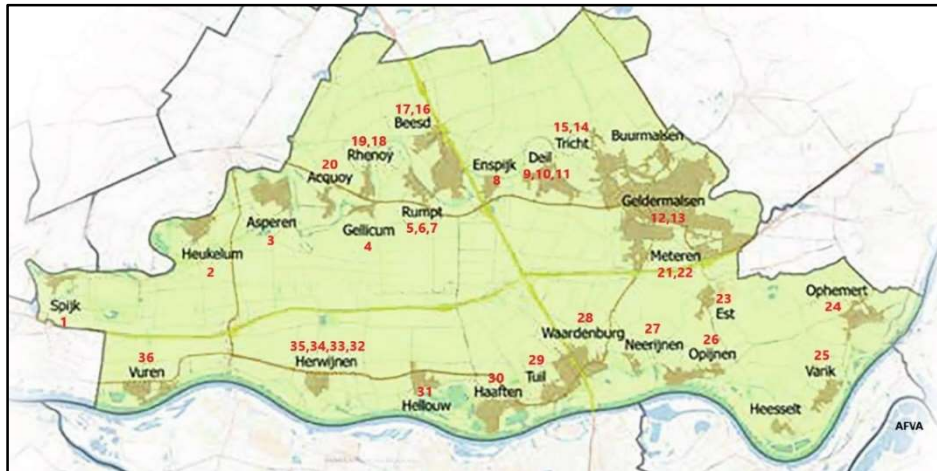 17,16
Beesd
15,14
Tricht
Buurmalsen
19,18
Rhenoy
20
Acquoy
Enspijk
8
Deil
9,10,11
Geldermalsen
12,13
Asperen
3
Gellicum
4
Rumpt
5,6,7
Heukelum
2
Meteren
21,22
Spijk
1
23
Est
Ophemert
24
28
Waardenburg
27
Neerijnen
26
Opijnen
36
Vuren
35,34,33,32
Herwijnen
29
Tuil
25
Varik
31
Hellouw
30
Haaften
Heesselt
AFVA